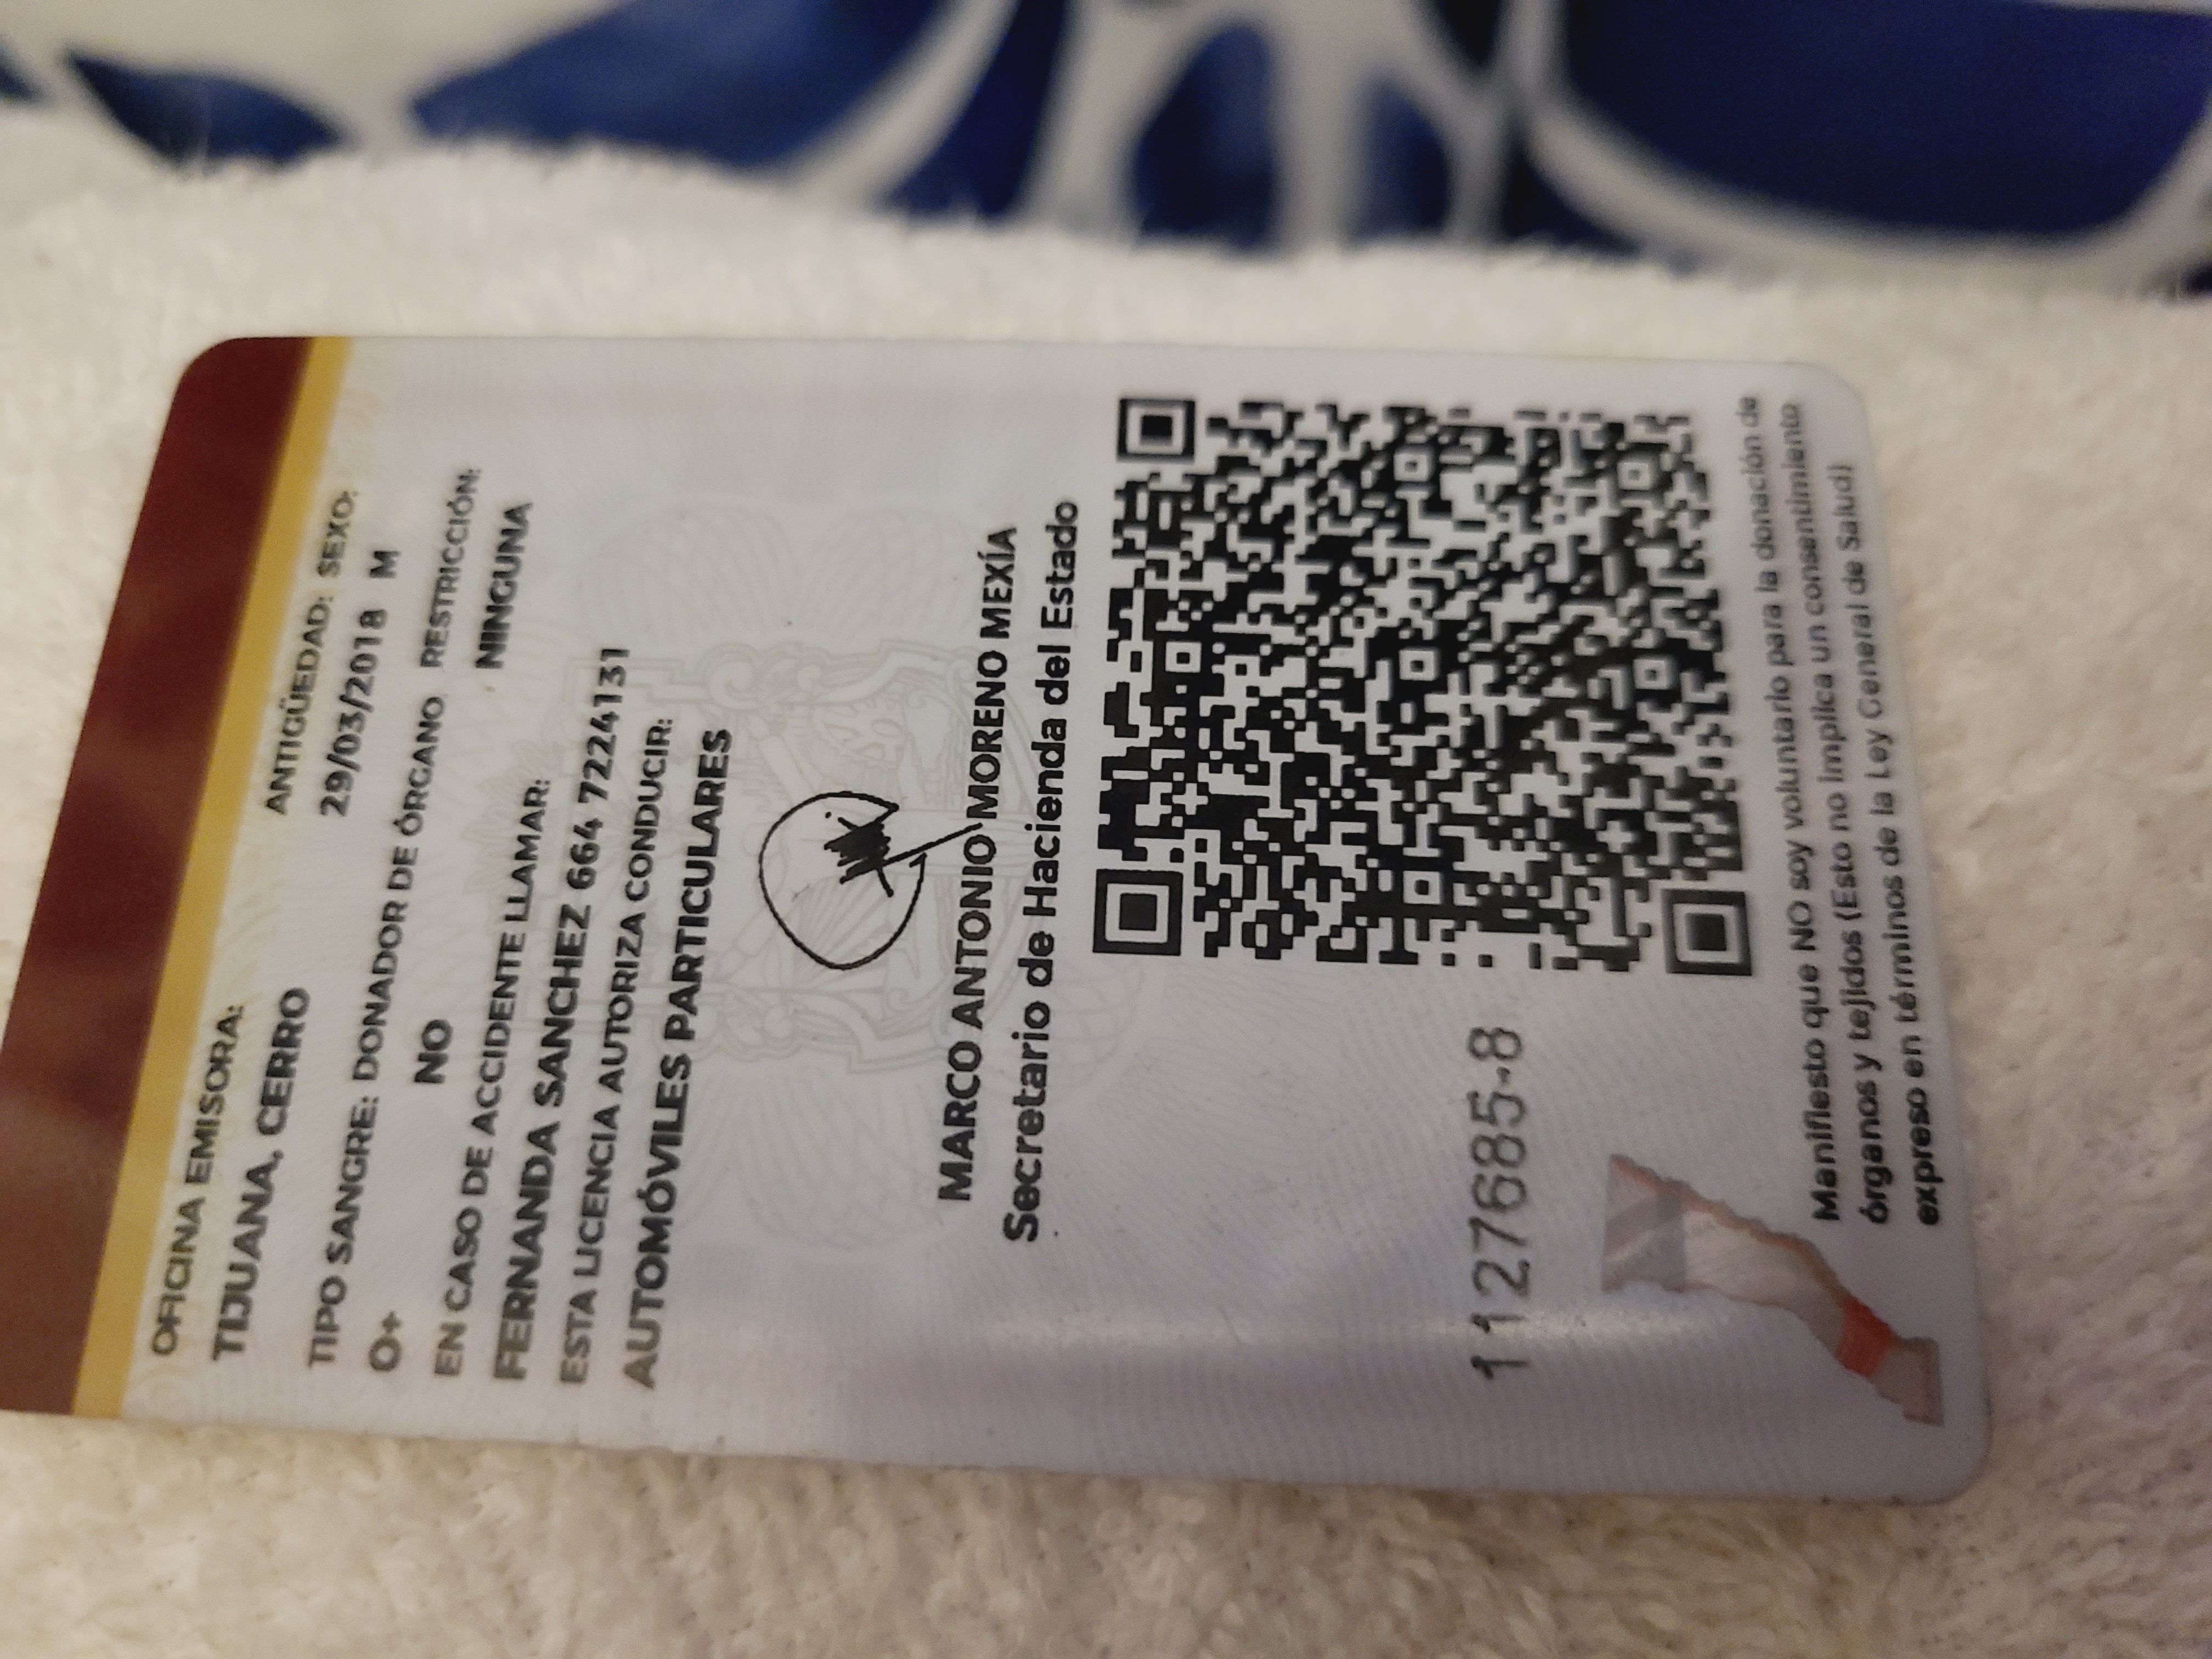 OFICINA EMISORA: ANTIGÜEDAD: SEXO:
TIJUANA, CERRO 29/03/2018 M
TIPO SANGRE: DONADOR DE ÓRGANO RESTRICCIÓN:
O+ NO NINGUNA
EN CASO DE ACCIDENTE LLAMAR:
FERNANDA SANCHEZ 664 7224131
ESTA LICENCIA AUTORIZA CONDUCIR:
AUTOMÓVILES PARTICULARES
MARCO ANTONIO MORENO MEXÍA
Secretario de Hacienda del Estado
1127685-8
Manifiesto que NO soy voluntario para la donación de
órganos y tejidos (Esto no implica un consentimiento
expreso en términos de la Ley General de Salud)